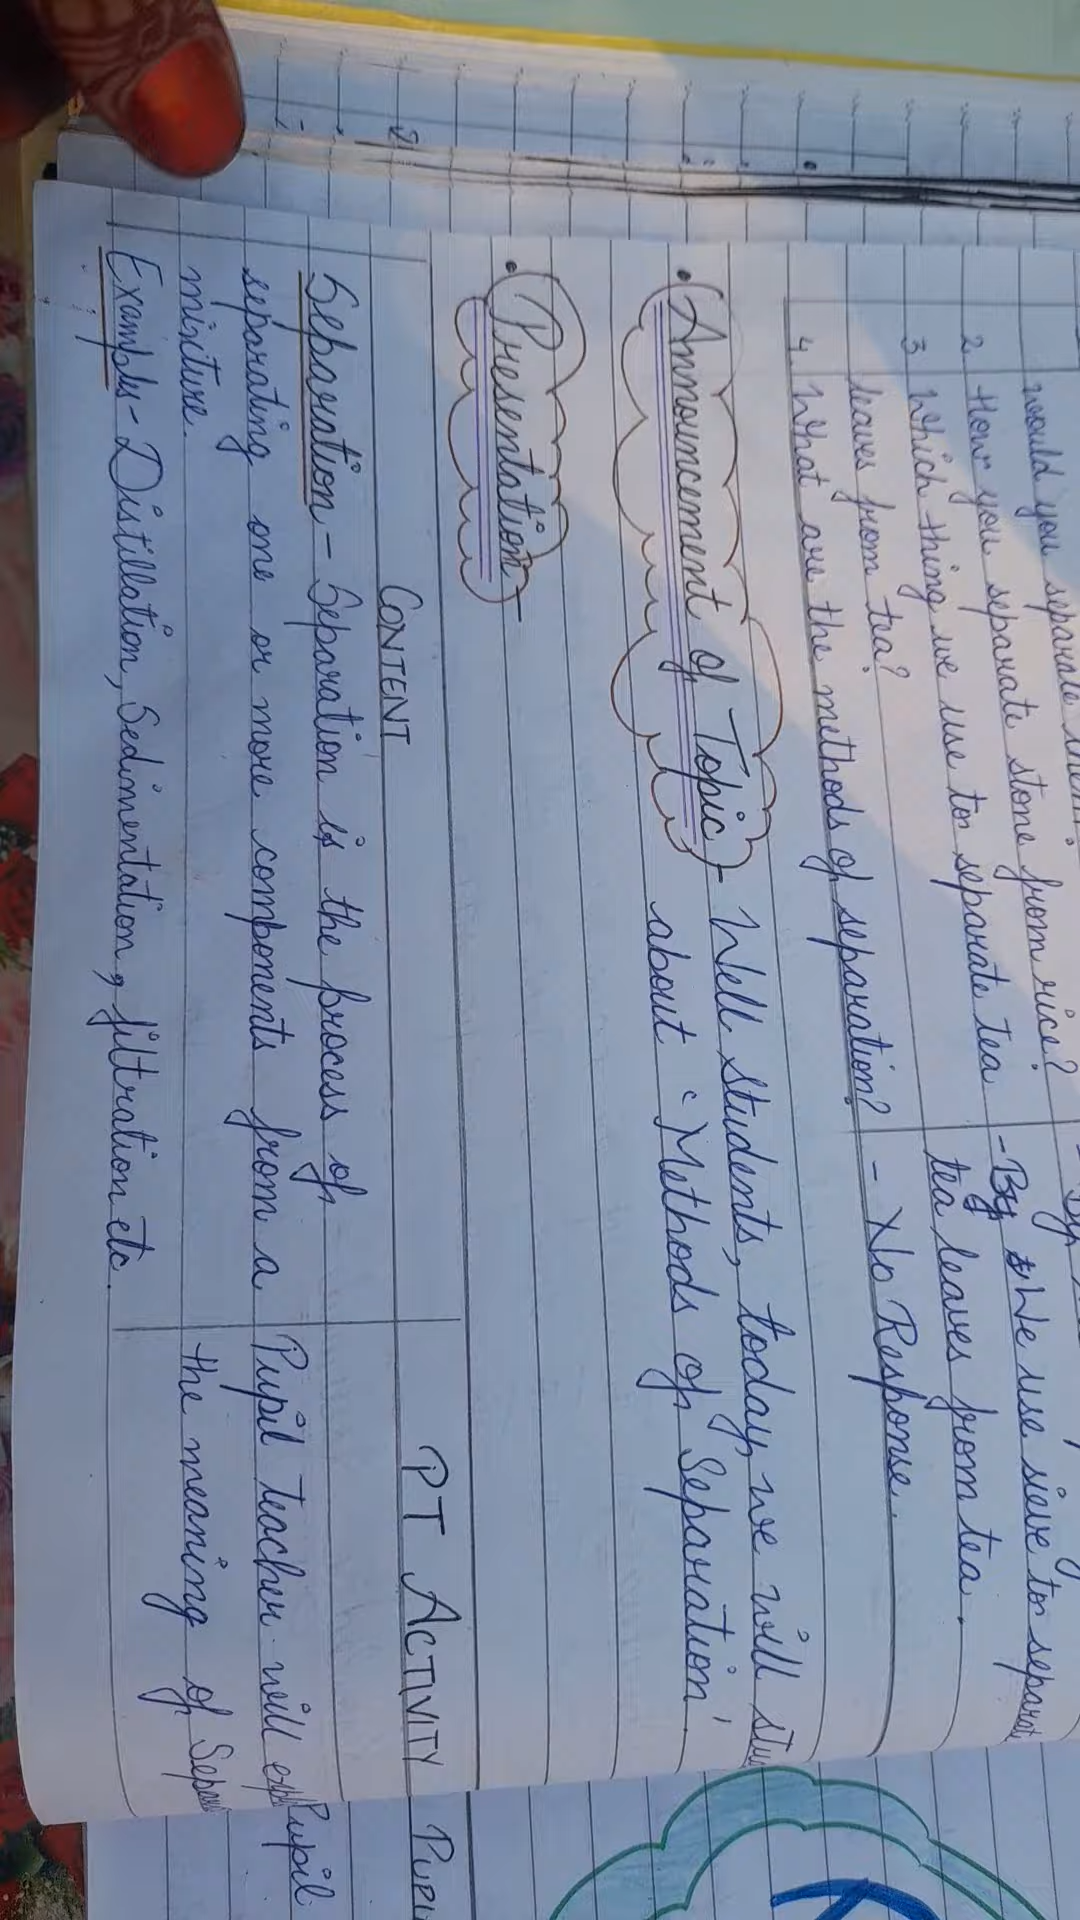 would you separate them
2. How you separate stone from rice?
3 Which thing we use to separate tea - By We use sieve to separate
leaves from tea? tea leaves from tea.
4. What are the methods of separation? - No Response.
• Announcement of Topic - Well students, today we will
about 'Methods of Separation'.
• Presentation -
CONTENT PT ACTIVITY
Separation - Separation is the process of
separating one or more components from a Pupil teacher will Pupil
mixture. the meaning of
Examples - Distillation, Sedimentation, filtration etc.